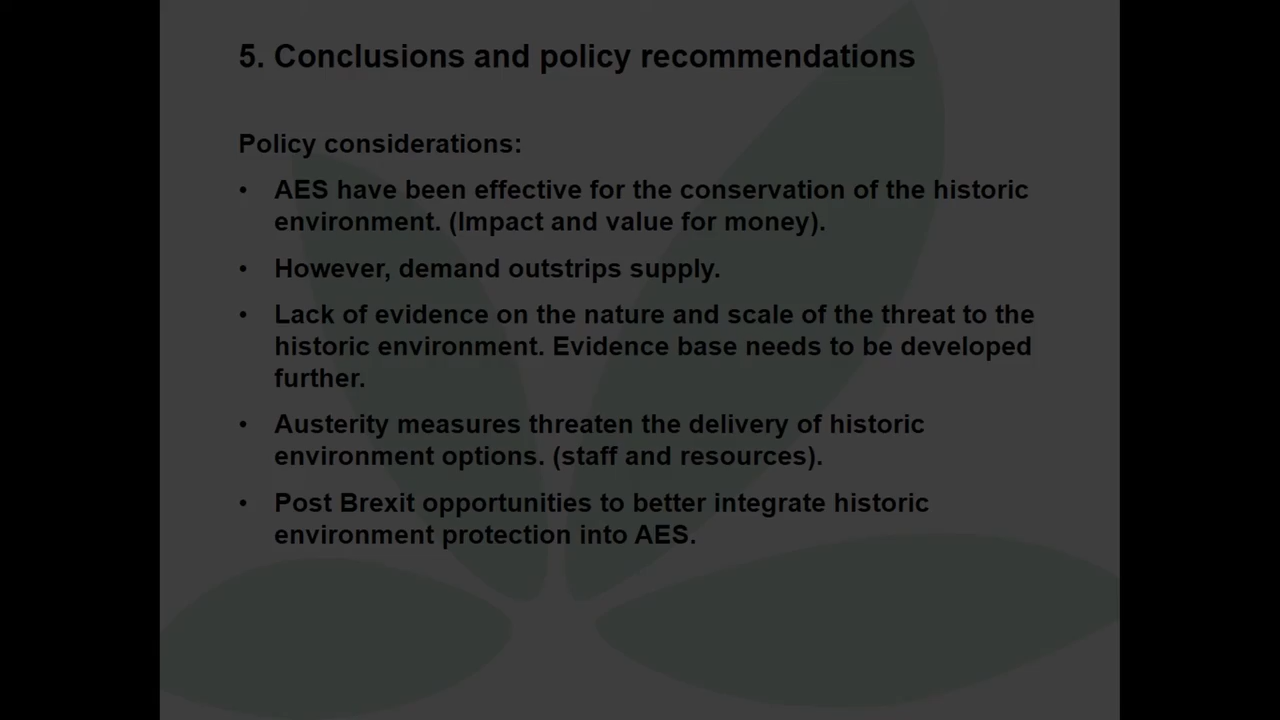 5. Conclusions and policy recommendations
Policy considerations:
• AES have been effective for the conservation of the historic
environment. (Impact and value for money).
• However, demand outstrips supply.
• Lack of evidence on the nature and scale of the threat to the
historic environment. Evidence base needs to be developed
further.
• Austerity measures threaten the delivery of historic
environment options. (staff and resources).
• Post Brexit opportunities to better integrate historic
environment protection into AES.